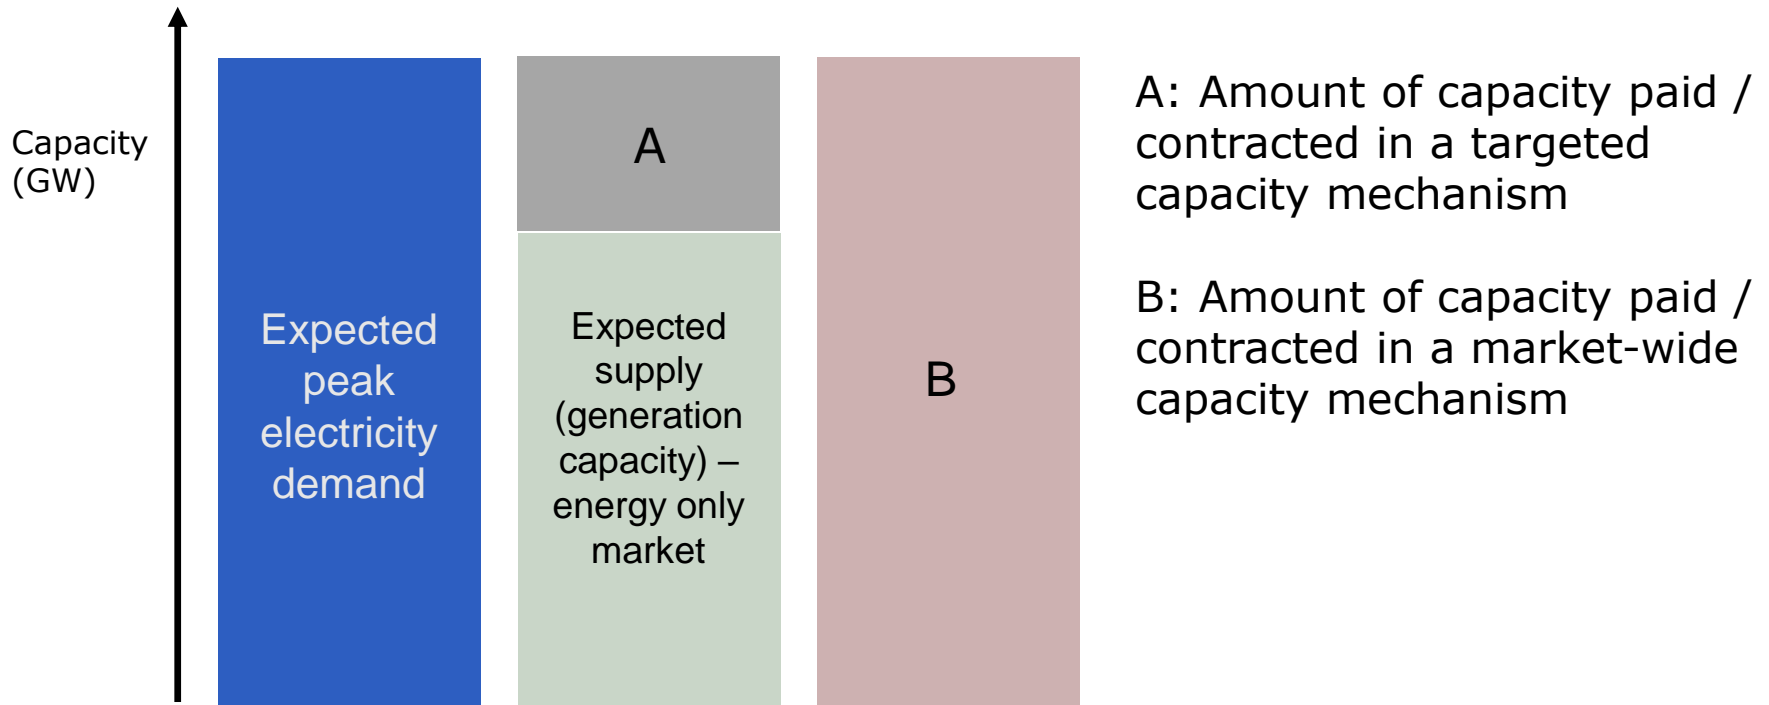 Capacity
(GW)
Expected
peak
electricity
demand
A
Expected
supply
(generation
capacity) –
energy only
market
B
A: Amount of capacity paid /
contracted in a targeted
capacity mechanism
B: Amount of capacity paid /
contracted in a market-wide
capacity mechanism